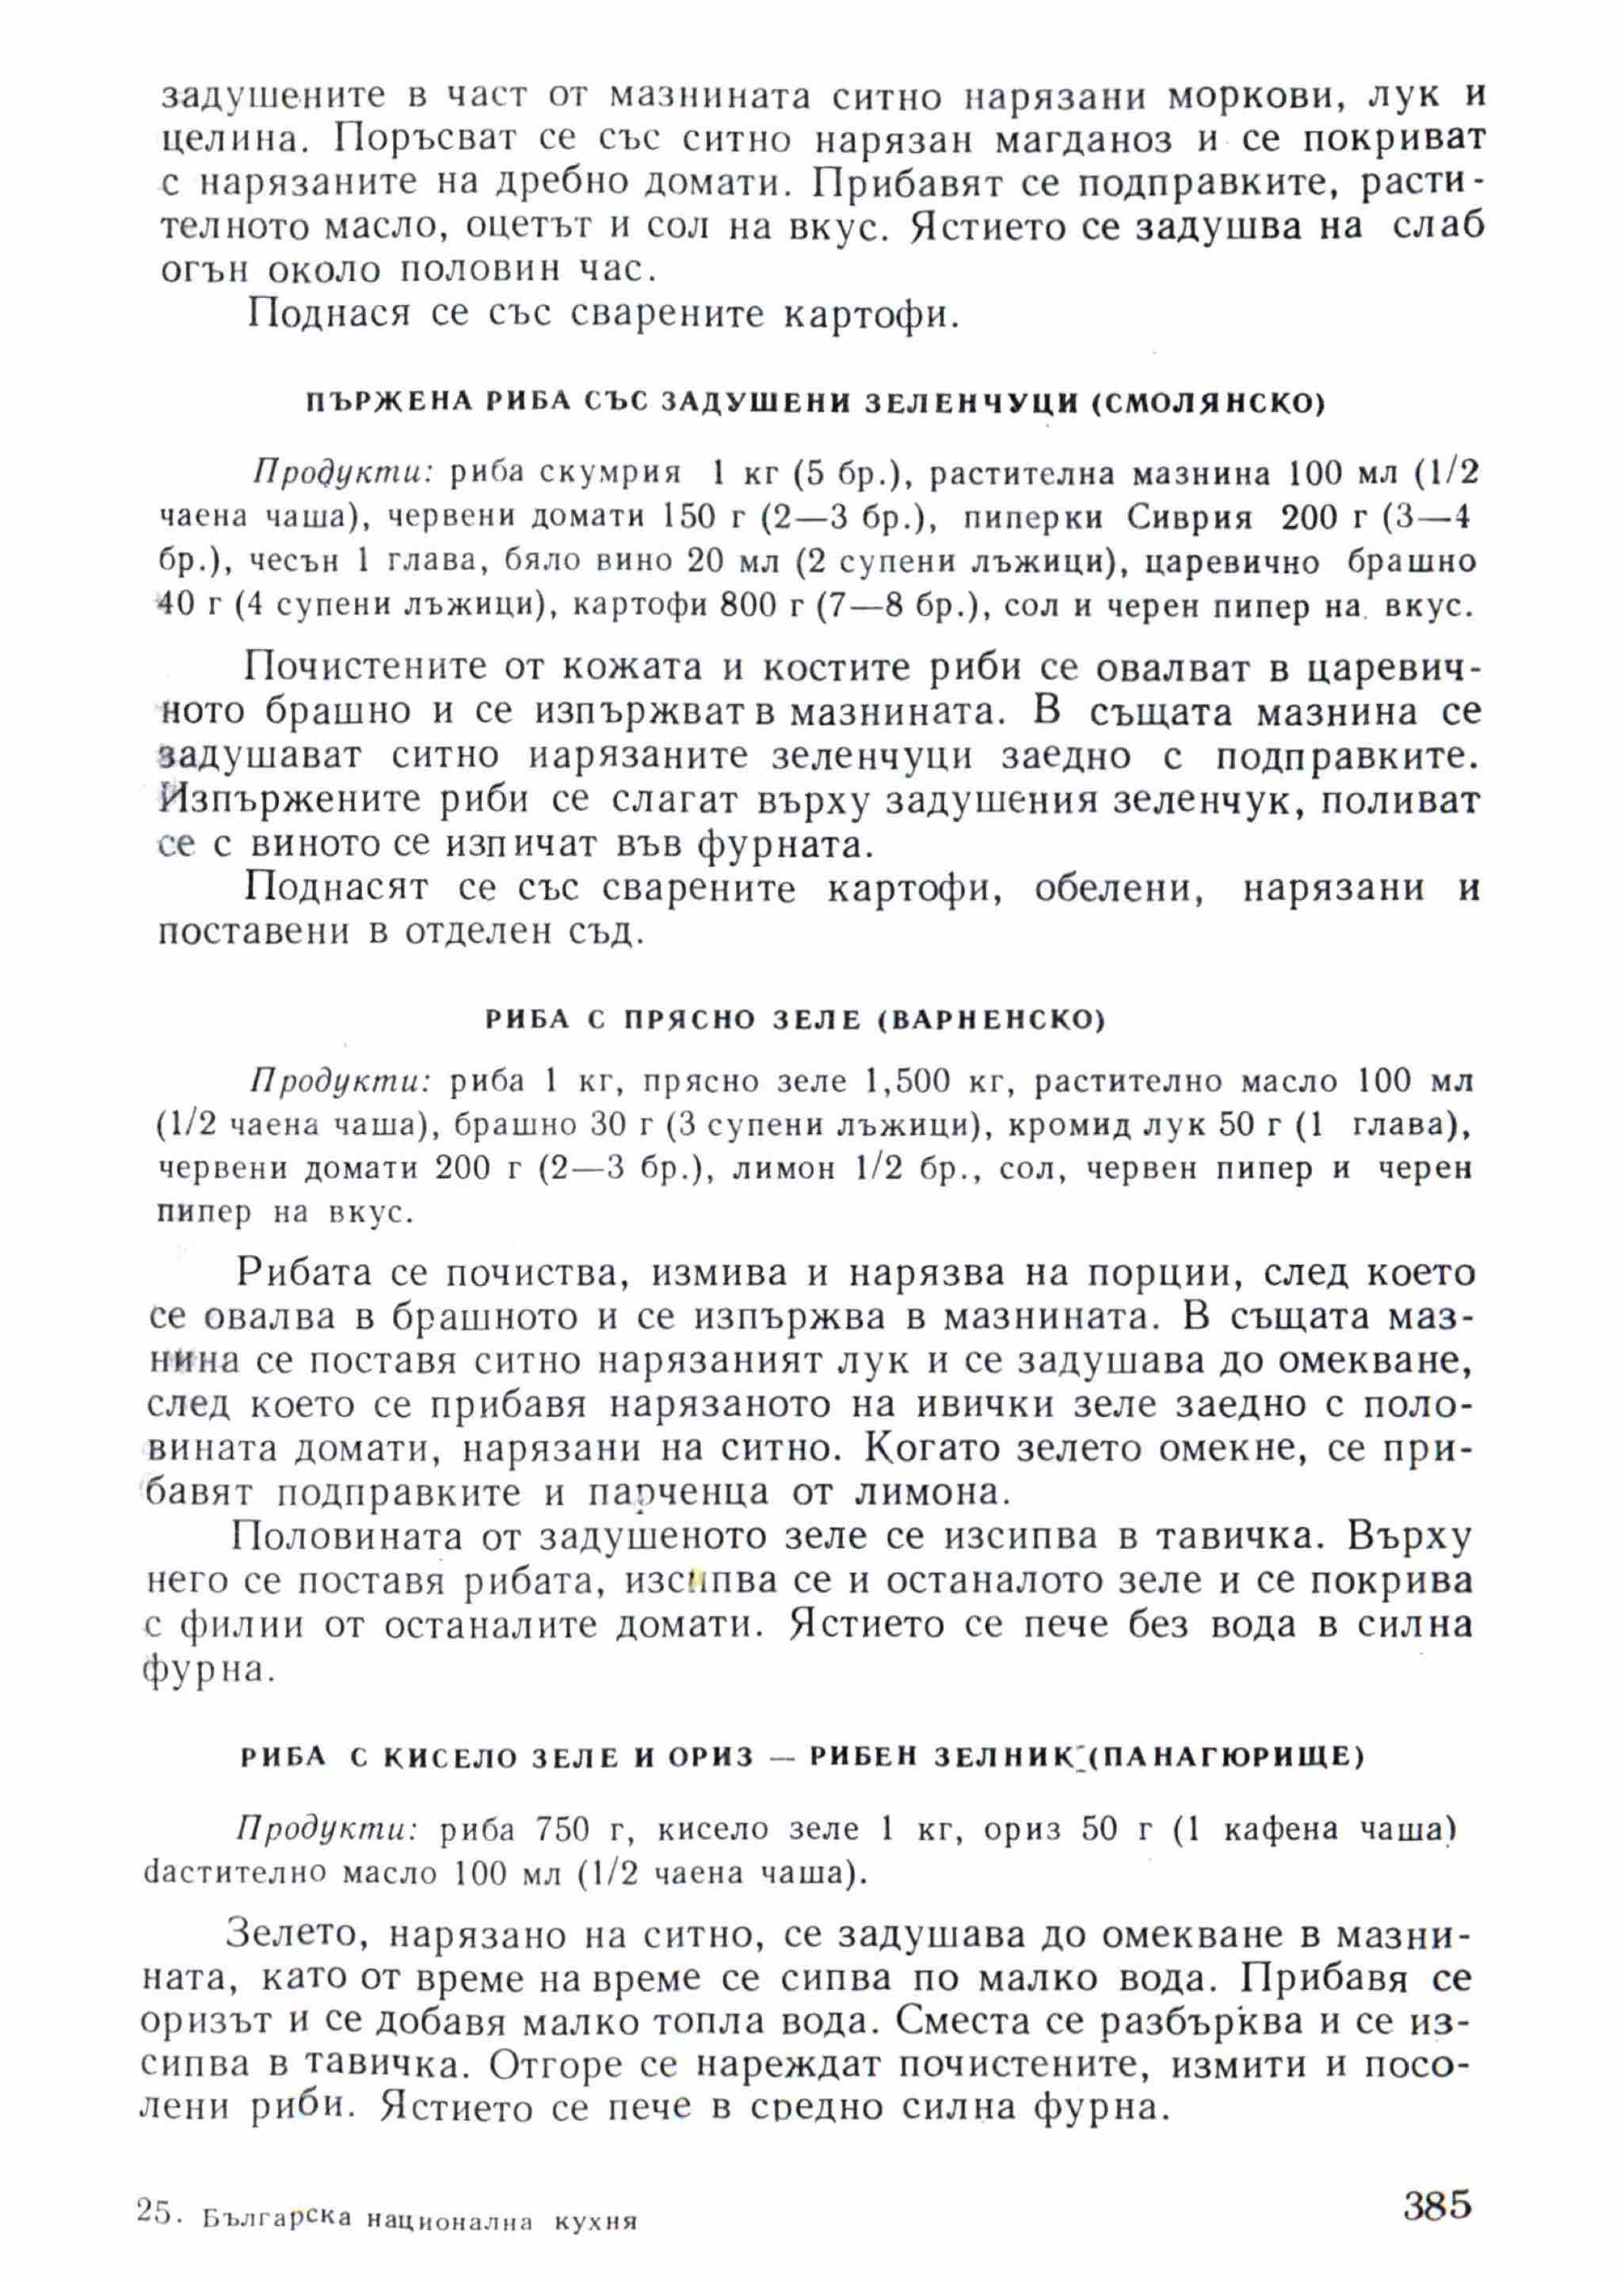 задушените в част от мазнината ситно нарязани моркови, лук и
целина. Поръсват се със ситно нарязан магданоз и се покриват
с нарязаните на дребно домати. Прибавят се подправките, расти-
телното масло, оцетът и сол на вкус. Ястието се задушва на слаб
огън около половин час.
Поднася се със сварените картофи.
ПЪРЖЕНА РИБА СЪС ЗАДУШЕНИ ЗЕЛЕНЧУЦИ (СМОЛЯНСКО)
Продукти: риба скумрия 1 кг (5 бр.), растителна мазнина 100 мл (1/2
чаена чаша), червени домати 150 г (2—3 бр.), пиперки Сиврия 200 г (3—4
бр.), чесън 1 глава, бяло вино 20 мл (2 супени лъжици), царевично брашно
40 г (4 супени лъжици), картофи 800 г (7—8 бр.), сол и черен пипер на вкус.
Почистените от кожата и костите риби се овалват в царевич-
ното брашно и се изпържват в мазнината. В същата мазнина се
задушават ситно иарязаните зеленчуци заедно с подправките.
Изпържените риби се слагат върху задушения зеленчук, поливат
се с виното се изпичат във фурната.
Поднасят се със сварените картофи, обелени, нарязани и
поставени в отделен съд.
РИБА С ПРЯСНО ЗЕЛЕ (ВАРНЕНСКО)
Продукти: риба 1 кг, прясно зеле 1,500 кг, растително масло 100 мл
(1/2 чаена чаша), брашно 30 г (3 супени лъжици), кромид лук 50 г (1 глава),
червени домати 200 г (2—3 бр.), лимон 1/2 бр., сол, червен пипер и черен
пипер на вкус.
Рибата се почиства, измива и нарязва на порции, след което
се овалва в брашното и се изпържва в мазнината. В същата маз-
нина се поставя ситно нарязаният лук и се задушава до омекване,
след което се прибавя нарязаното на ивички зеле заедно с поло-
вината домати, нарязани на ситно. Когато зелето омекне, се при-
бавят подправките и парченца от лимона.
Половината от задушеното зеле се изсипва в тавичка. Върху
него се поставя рибата, изсипва се и останалото зеле и се покрива
с филии от останалите домати. Ястието се пече без вода в силна
фурна.
РИБА С КИСЕЛО ЗЕЛЕ И ОРИЗ — РИБЕН ЗЕЛНИК (ПАНАГЮРИЩЕ)
Продукти: риба 750 г, кисело зеле 1 кг, ориз 50 г (1 кафена чаша)
dастително масло 100 мл (1/2 чаена чаша).
Зелето, нарязано на ситно, се задушава до омекване в мазни-
ната, като от време на време се сипва по малко вода. Прибавя се
оризът и се добавя малко топла вода. Сместа се разбърква и се из-
сипва в тавичка. Отгоре се нареждат почистените, измити и посо-
лени риби. Ястието се пече в средно силна фурна.
25. Българска национална кухня
385